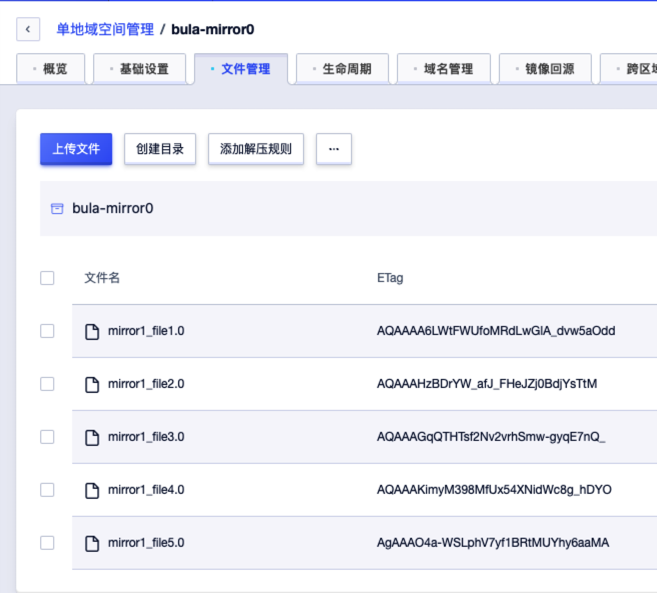 单地域空间管理 / bula-mirror0
概览 基础设置 文件管理 生命周期 域名管理 镜像回源 跨区
上传文件 创建目录 添加解压规则 ...
bula-mirror0
文件名 ETag
mirror1_file1.0 AQAAAA6LWtFWUfoMRdLwGlA_dvw5aOdd
mirror1_file2.0 AQAAAHzBDrYW_afJ_FHeJZj0BdjYsTtM
mirror1_file3.0 AQAAAGqQTHTsf2Nv2vrhSmw-gyqE7nQ_
mirror1_file4.0 AQAAAKimyM398MfUx54XNidWc8g_hDYO
mirror1_file5.0 AgAAAO4a-WSLphV7yf1BRtMUYhy6aaMA